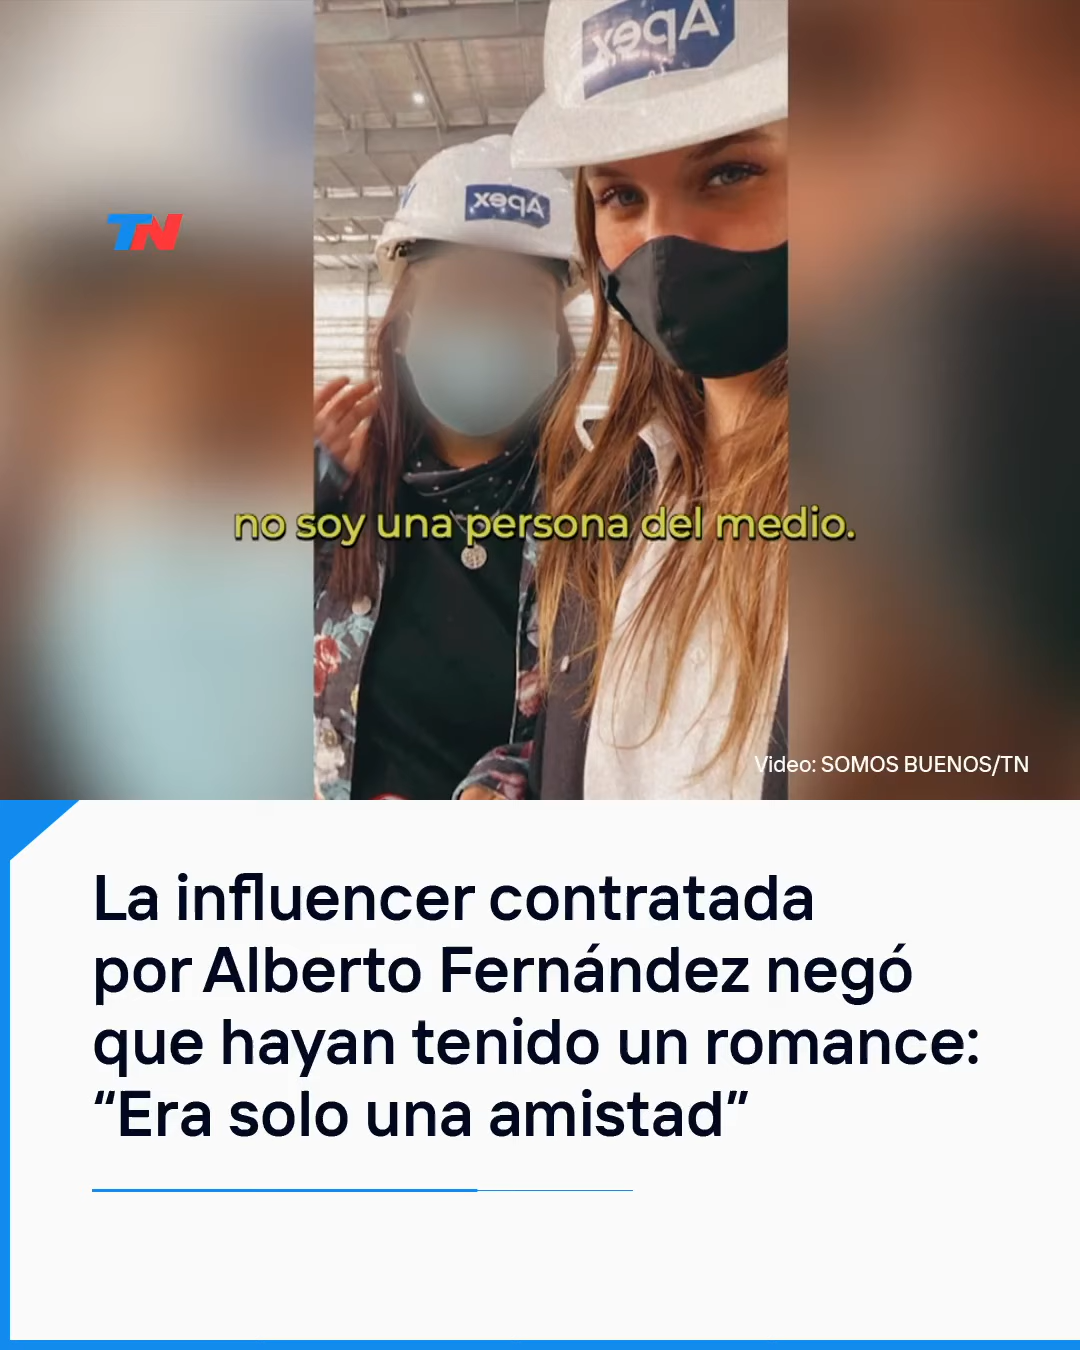 Apex
Apex
TN
no soy una persona del medio.
Video: SOMOS BUENOS/TN
La influencer contratada
por Alberto Fernández negó
que hayan tenido un romance:
“Era solo una amistad”